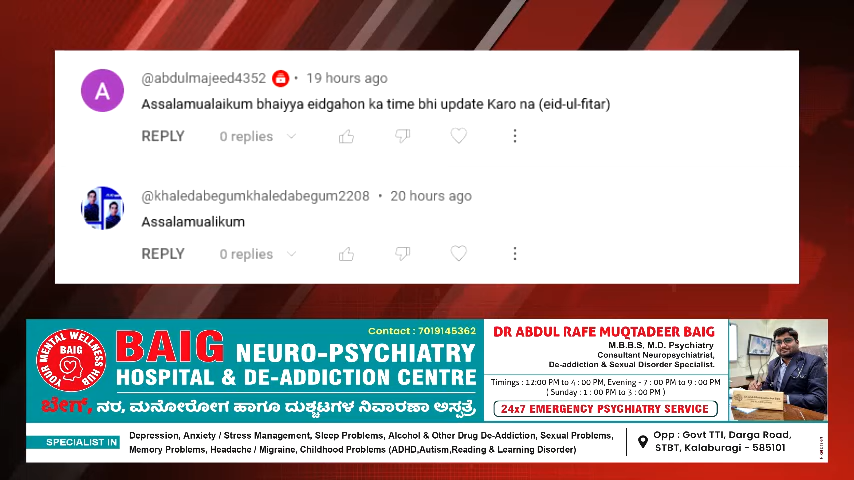 A
@abdulmajeed4352 • 19 hours ago
Assalamualaikum bhaiyya eidgahon ka time bhi update Karo na (eid-ul-fitar)
REPLY 0 replies
@khaledabegumkhaledabegum2208 • 20 hours ago
Assalamualikum
REPLY 0 replies
YOUR MENTAL WELLNESS HUB
BAIG
Contact : 7019145362
BAIG NEURO-PSYCHIATRY
HOSPITAL & DE-ADDICTION CENTRE
ಬೇಗ್, ನರ, ಮನೋರೋಗ ಹಾಗೂ ದುಶ್ಚಟಗಳ ನಿವಾರಣಾ ಆಸ್ಪತ್ರೆ,
DR ABDUL RAFE MUQTADEER BAIG
M.B.B.S, M.D. Psychiatry
Consultant Neuropsychiatrist,
De-addiction & Sexual Disorder Specialist.
Timings : 12:00 PM to 4 : 00 PM, Evening - 7 : 00 PM to 9 : 00 PM
( Sunday : 1 : 00 PM to 3 : 00 PM )
24x7 EMERGENCY PSYCHIATRY SERVICE
SPECIALIST IN
Depression, Anxiety / Stress Management, Sleep Problems, Alcohol & Other Drug De-Addiction, Sexual Problems,
Memory Problems, Headache / Migraine, Childhood Problems (ADHD,Autism,Reading & Learning Disorder)
Opp : Govt TTI, Darga Road,
STBT, Kalaburagi - 585101